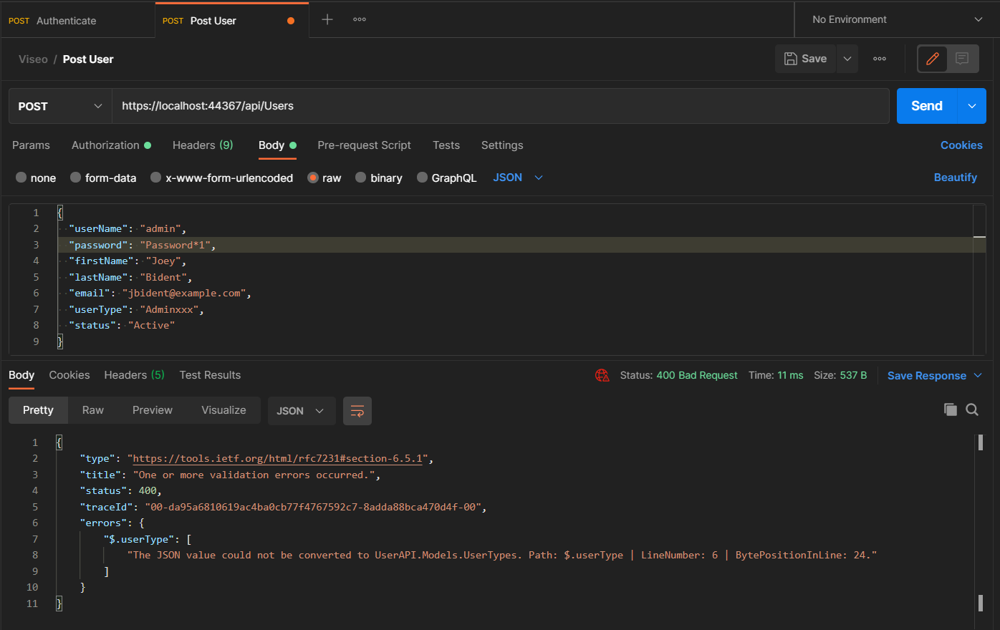 POST Authenticate
POST Post User
No Environment
Viseo / Post User
Save
POST
https://localhost:44367/api/Users
Send
Params Authorization Headers (9) Body Pre-request Script Tests Settings Cookies
none form-data x-www-form-urlencoded raw binary GraphQL JSON Beautify
1 {
2 "userName": "admin",
3 "password": "Password*1",
4 "firstName": "Joey",
5 "lastName": "Bident",
6 "email": "jbident@example.com",
7 "userType": "Adminxxx",
8 "status": "Active"
9 }
Body Cookies Headers (5) Test Results Status: 400 Bad Request Time: 11 ms Size: 537 B Save Response
Pretty Raw Preview Visualize JSON
1 {
2 "type": "https://tools.ietf.org/html/rfc7231#section-6.5.1",
3 "title": "One or more validation errors occurred.",
4 "status": 400,
5 "traceId": "00-da95a6810619ac4ba0cb77f4767592c7-8adda88bca470d4f-00",
6 "errors": {
7 "$.userType": [
8 "The JSON value could not be converted to UserAPI.Models.UserTypes. Path: $.userType | LineNumber: 6 | BytePositionInLine: 24."
9 ]
10 }
11 }